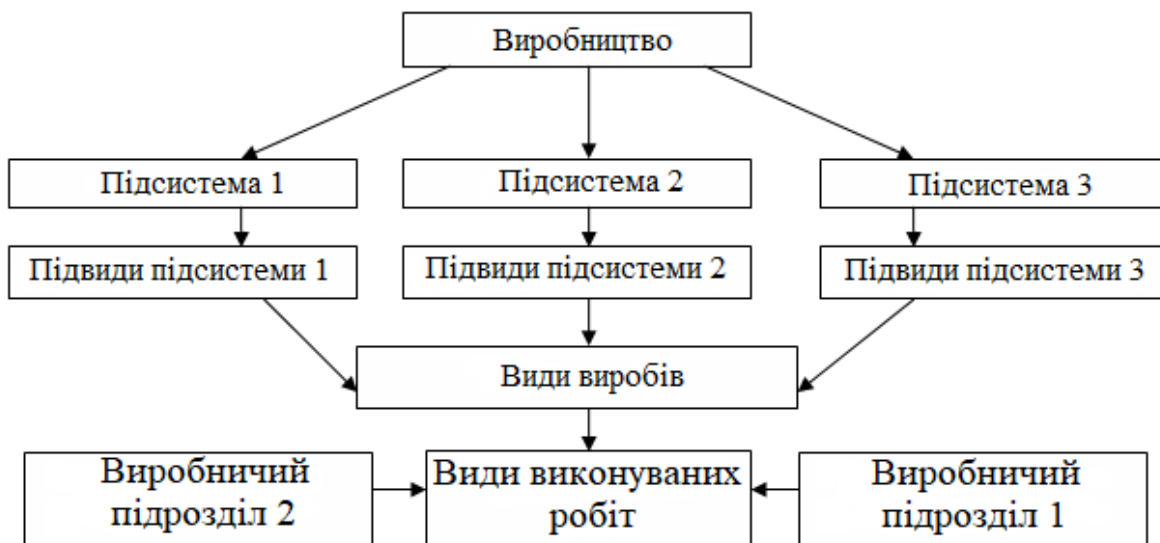 Виробництво
Підсистема 1
Підсистема 2
Підсистема 3
Підвиди підсистеми 1
Підвиди підсистеми 2
Підвиди підсистеми 3
Види виробів
Виробничий
підрозділ 2
Види виконуваних
робіт
Виробничий
підрозділ 1